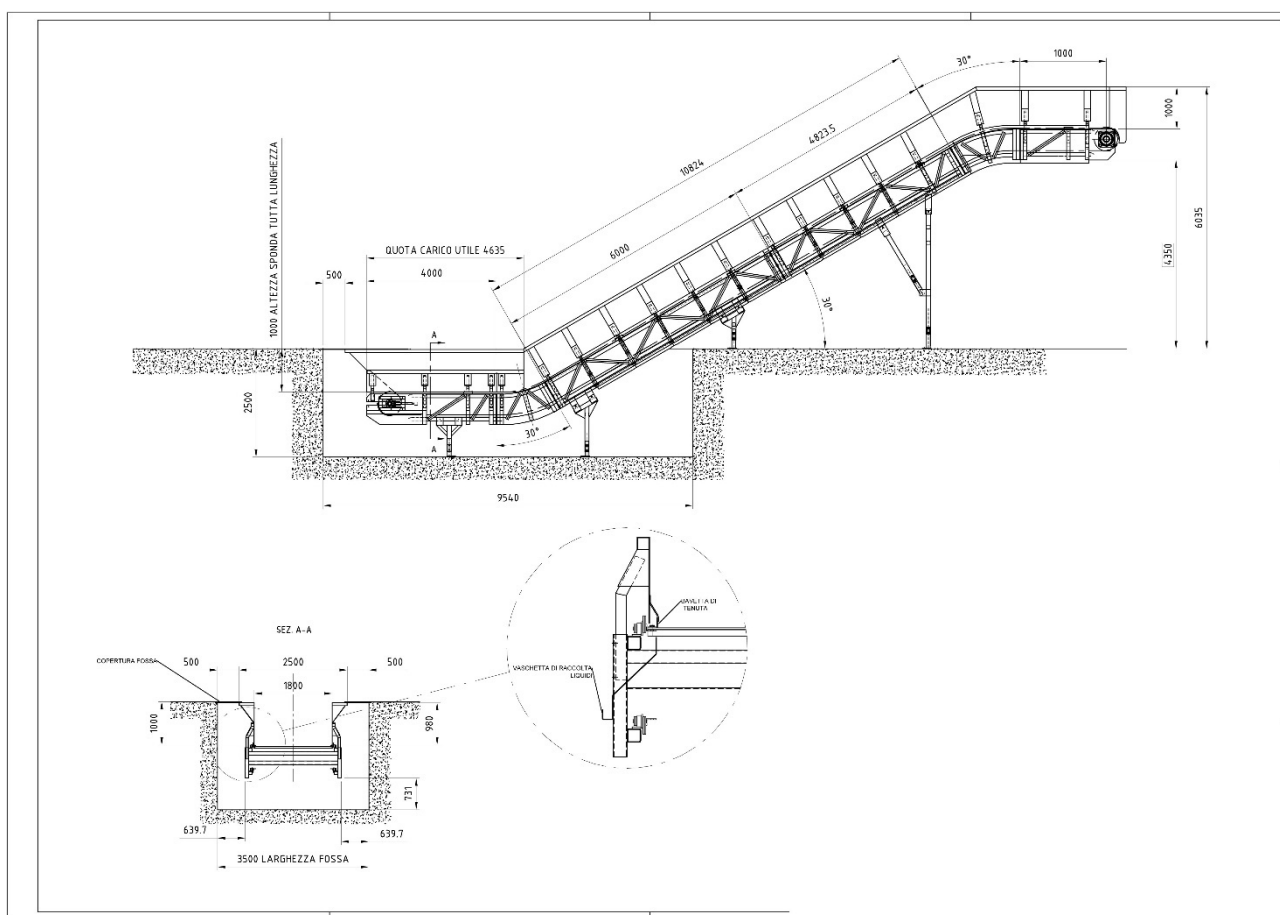 30°
1000
1000
4823.5
10824
6035
1000 ALTEZZA SPONDA TUTTA LUNGHEZZA
4350
QUOTA CARICO UTILE 4635
6000
500
4000
30°
A
2500
30°
A
9540
SEZ. A-A
COPERTURA FOSSA
500
2500
500
1800
1000
980
731
639.7
639.7
3500 LARGHEZZA FOSSA
BAVETTA DI
TENUTA
VASCHETTA DI RACCOLTA
LIQUIDI